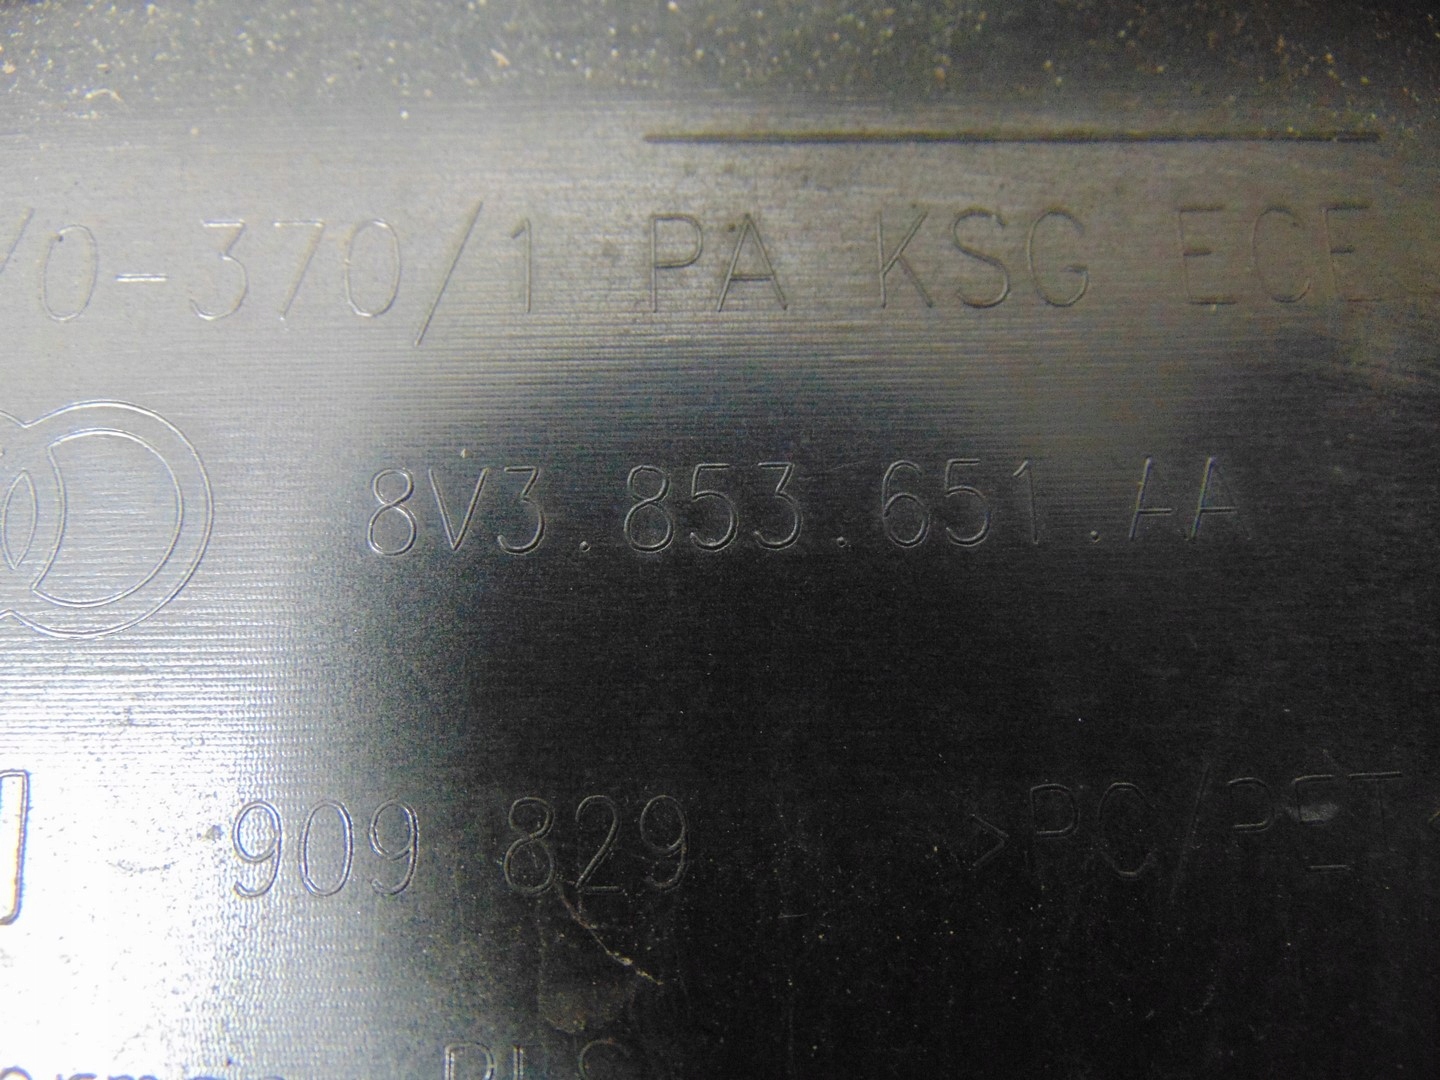 /0-370/1 PA KSG ECE
8V3.853.651.AA
909 829 >PC/PET<